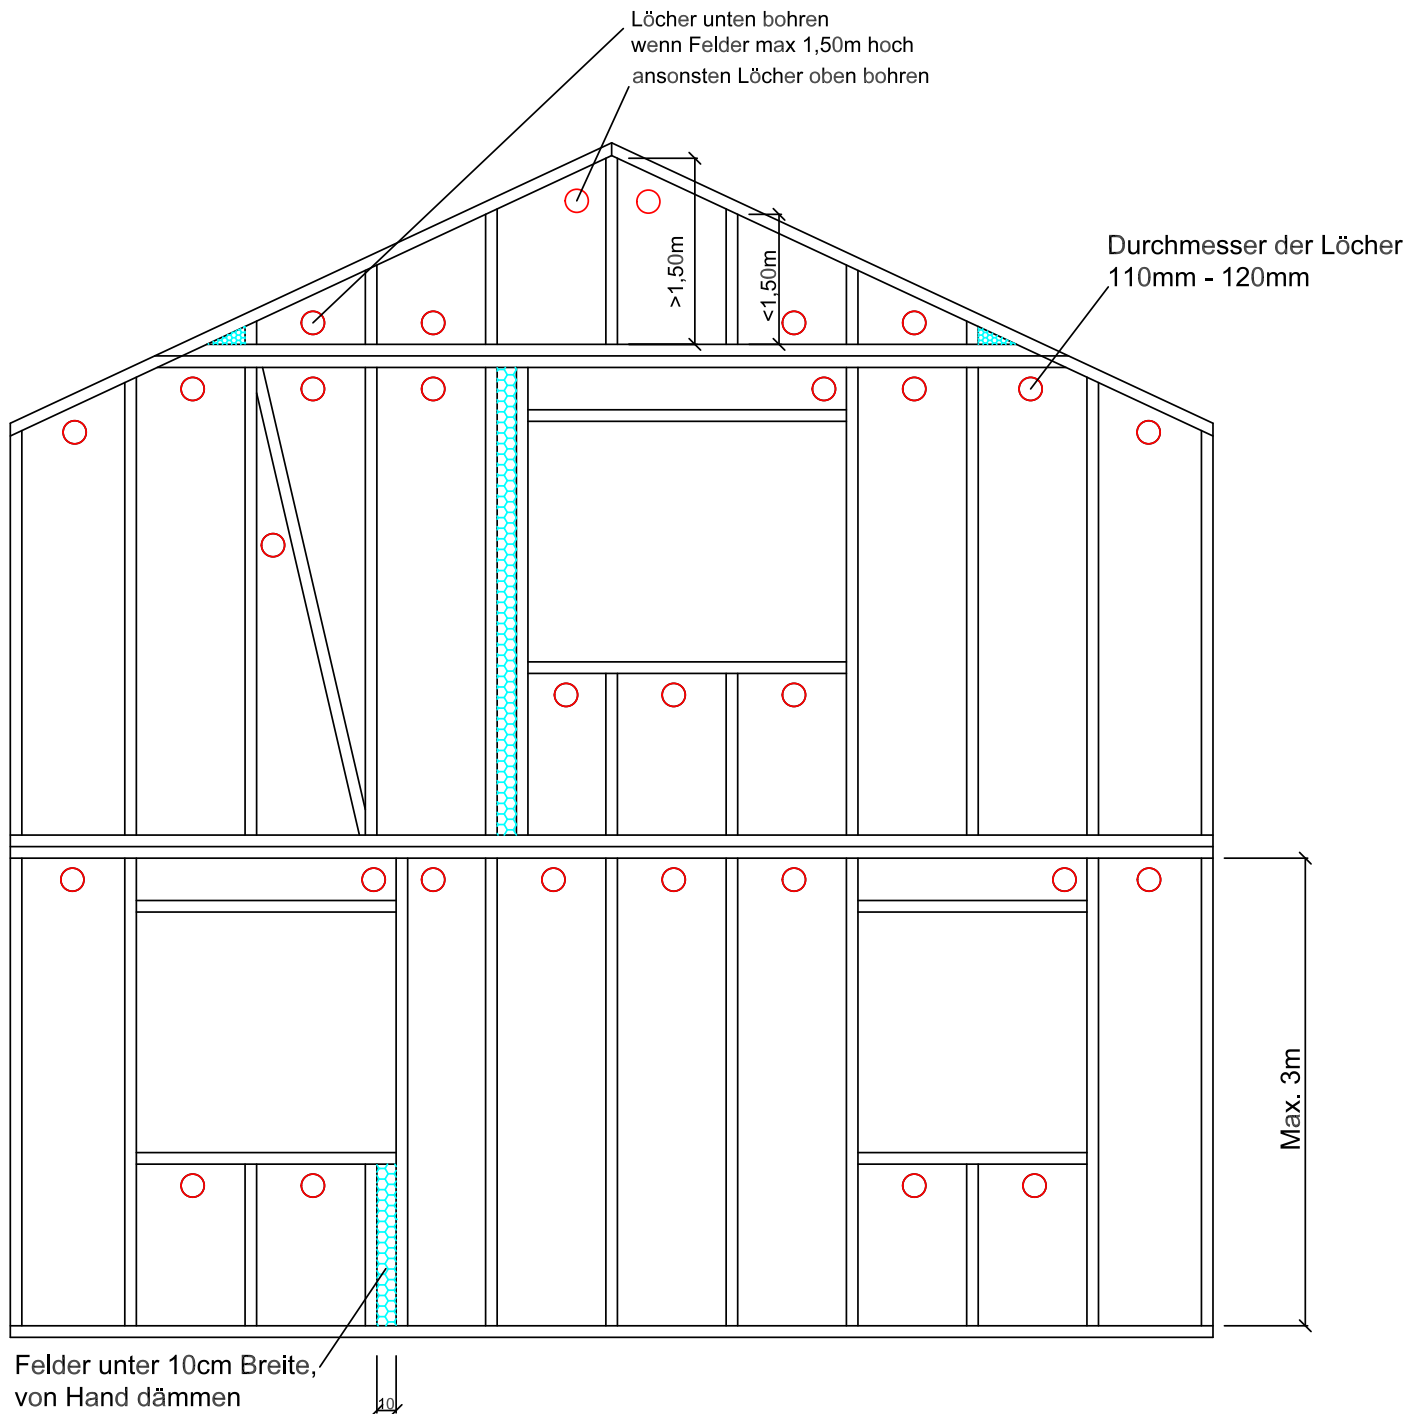 Löcher unten bohren
wenn Felder max 1,50m hoch
ansonsten Löcher oben bohren
>1,50m
<1,50m
Durchmesser der Löcher
110mm - 120mm
Max. 3m
Felder unter 10cm Breite,
von Hand dämmen
10